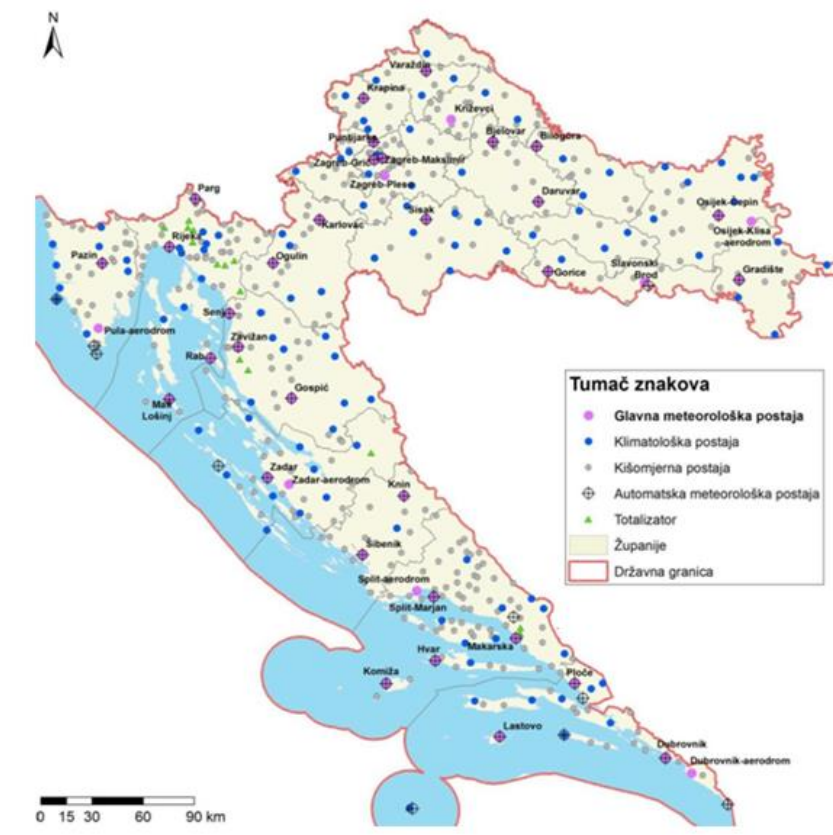 N
Varaždin
Krapina
Križevci
Puntijarka
Bjelovar
Bilogora
Zagreb-Grič
Zagreb-Maksimir
Zagreb-Pleso
Parg
Daruvar
Osijek-Čepin
Sisak
Karlovac
Osijek-Klisa
-aerodrom
Rijeka
Pazin
Ogulin
Gorice
Slavonski
Brod
Gradište
Senj
Pula-aerodrom
Zavižan
Rab
Gospić
Mali
Lošinj
Zadar
Zadar-aerodrom
Knin
Šibenik
Split-aerodrom
Split-Marjan
Hvar
Makarska
Komiža
Ploče
Lastovo
Dubrovnik
Dubrovnik-aerodrom
Tumač znakova
Glavna meteorološka postaja
Klimatološka postaja
Kišomjerna postaja
Automatska meteorološka postaja
Totalizator
Županije
Državna granica
0 15 30 60 90 km